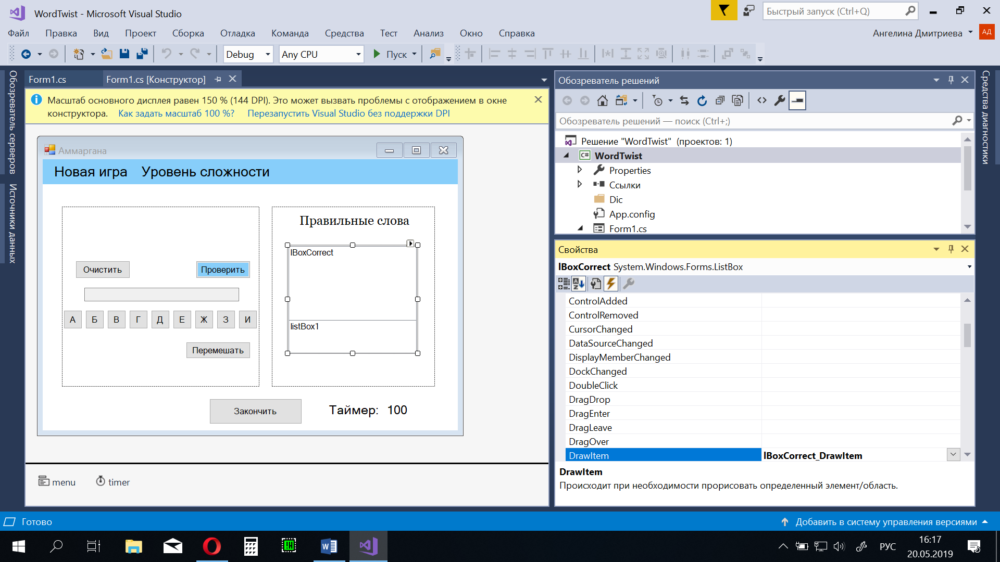 WordTwist - Microsoft Visual Studio
Быстрый запуск (Ctrl+Q)
Файл Правка Вид Проект Сборка Отладка Команда Средства Тест Анализ Окно Справка
Ангелина Дмитриева АД
Debug Any CPU Пуск
Обозреватель серверов
Источники данных
Form1.cs Form1.cs [Конструктор]
Масштаб основного дисплея равен 150 % (144 DPI). Это может вызвать проблемы с отображением в окне
конструктора. Как задать масштаб 100 %? Перезапустить Visual Studio без поддержки DPI
Аммаргана
Новая игра Уровень сложности
Очистить Проверить
А Б В Г Д Е Ж З И
Перемешать
Правильные слова
lBoxCorrect
listBox1
Закончить Таймер: 100
menu timer
Обозреватель решений
Обозреватель решений — поиск (Ctrl+;)
Решение "WordTwist" (проектов: 1)
C# WordTwist
Properties
Ссылки
Dic
App.config
Form1.cs
Свойства
lBoxCorrect System.Windows.Forms.ListBox
ControlAdded
ControlRemoved
CursorChanged
DataSourceChanged
DisplayMemberChanged
DockChanged
DoubleClick
DragDrop
DragEnter
DragLeave
DragOver
DrawItem lBoxCorrect_DrawItem
DrawItem
Происходит при необходимости прорисовать определенный элемент/область.
Средства диагностики
Готово Добавить в систему управления версиями
РУС
16:17
20.05.2019